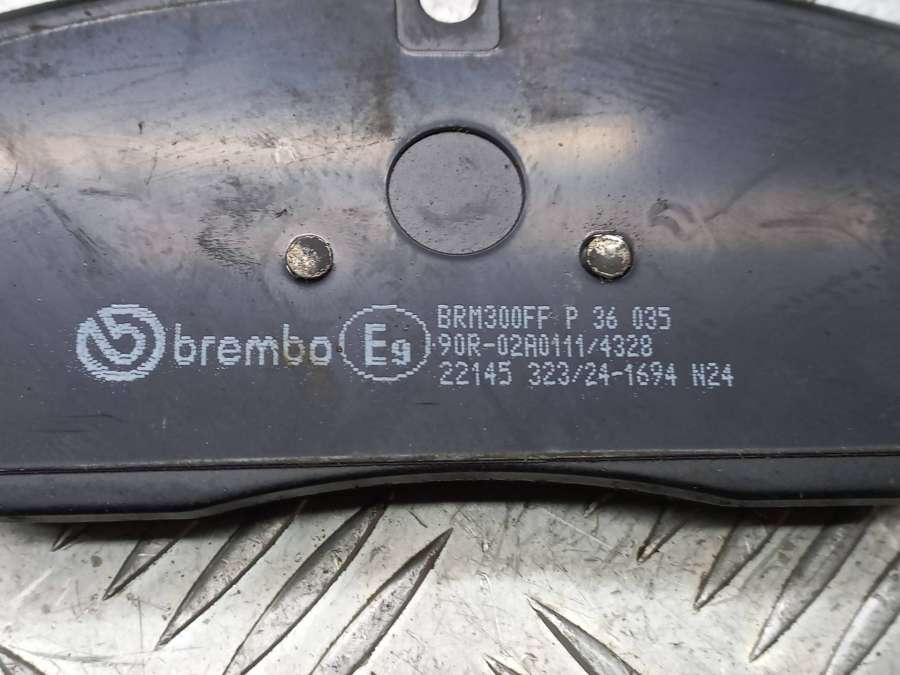 brembo
E9
BRM300FF P 36 035
90R-02A0111/4328
22145 323/24-1694 N24